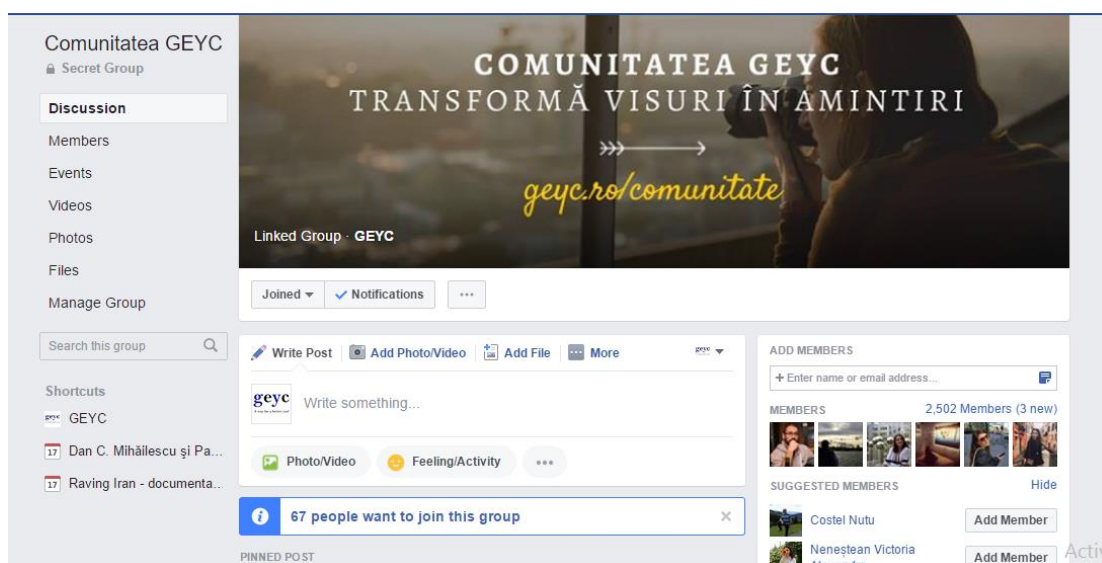 Comunitatea GEYC
Secret Group
Discussion
Members
Events
Videos
Photos
Files
Manage Group
Search this group
Shortcuts
GEYC
Dan C. Mihăilescu și Pa...
Raving Iran - documenta...
COMUNITATEA GEYC
TRANSFORMĂ VISURI ÎN AMINTIRI
geyc.ro/comunitate
Linked Group · GEYC
Joined
Notifications
Write Post
Add Photo/Video
Add File
More
geyc
Write something...
Photo/Video
Feeling/Activity
67 people want to join this group
PINNED POST
ADD MEMBERS
+ Enter name or email address...
MEMBERS
2,502 Members (3 new)
SUGGESTED MEMBERS
Hide
Costel Nutu
Add Member
Neneștean Victoria
Add Member
Activ